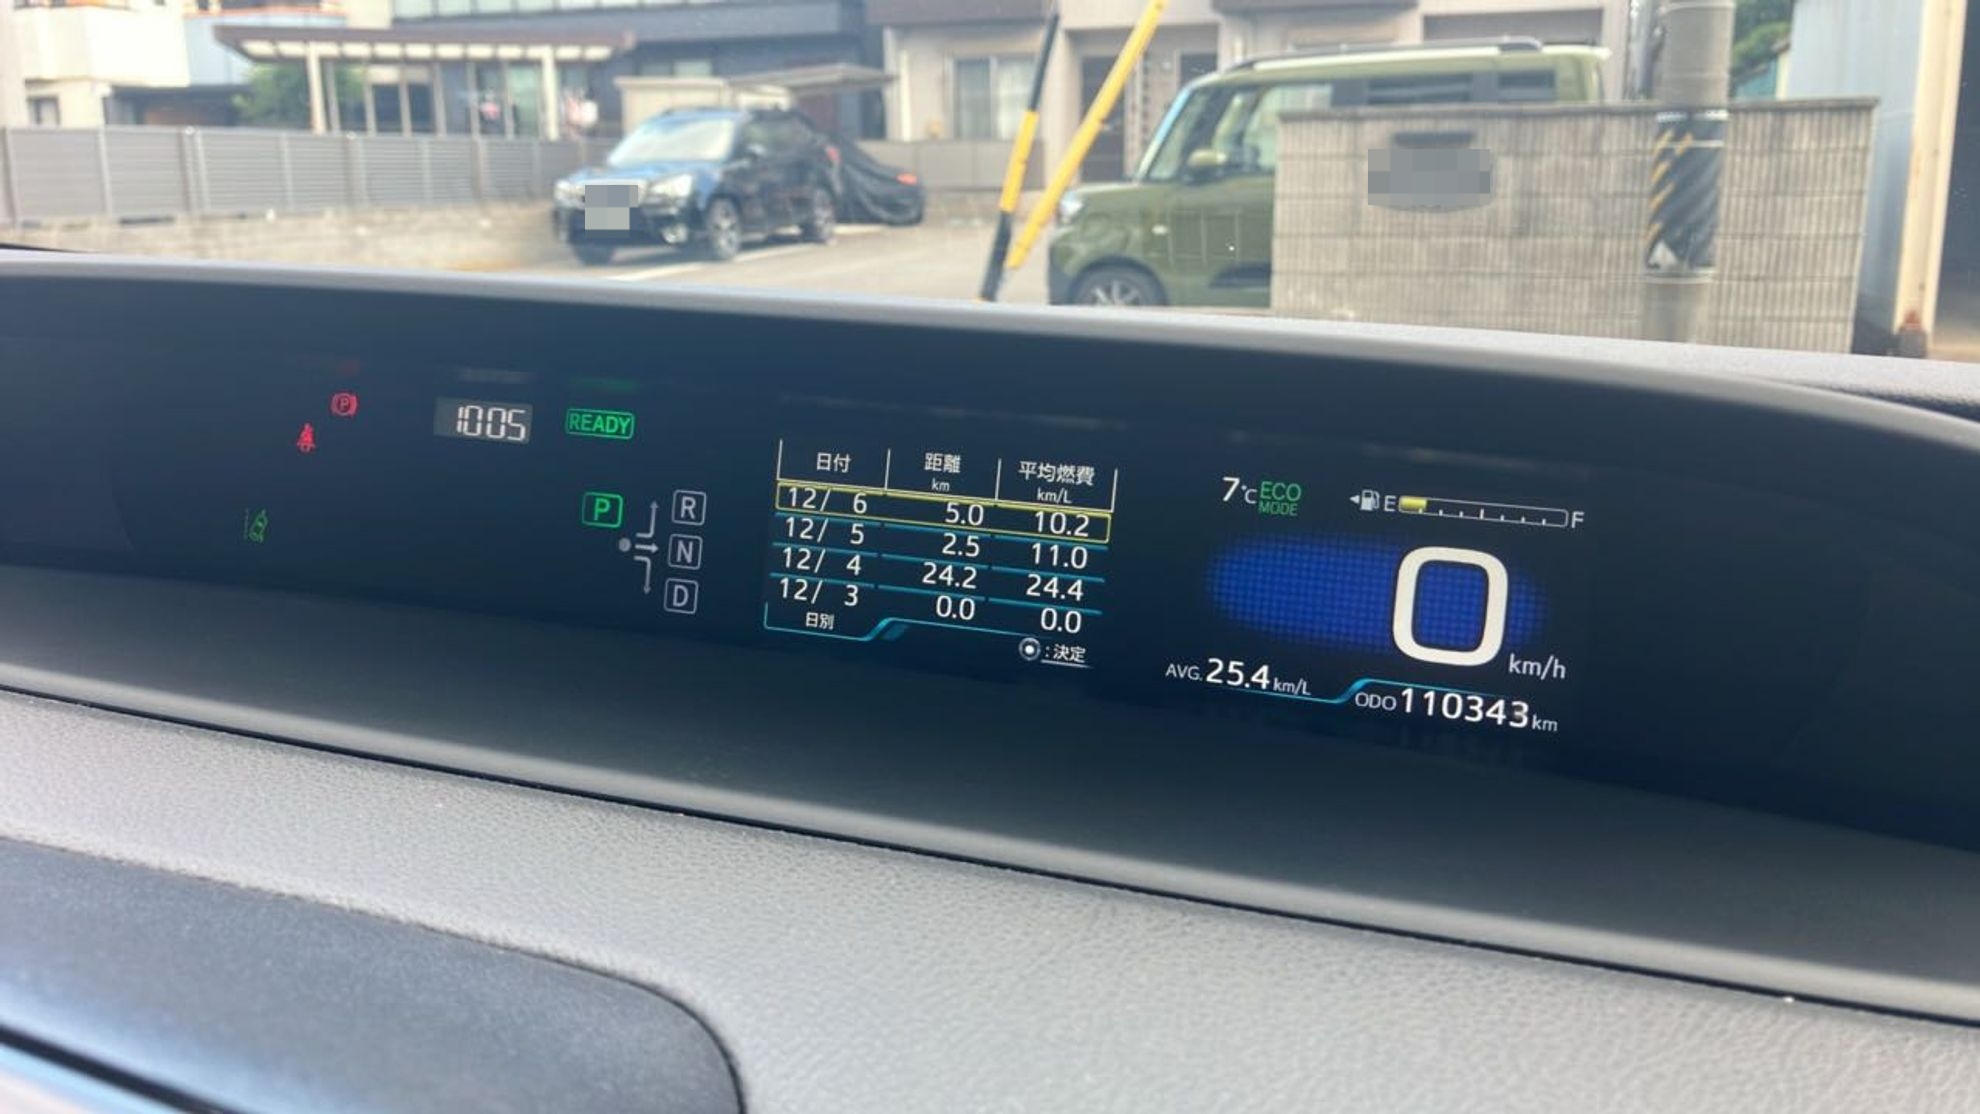 1005
READY
P
R
N
D
日付 距離 km 平均燃費 km/L
12/ 6 5.0 10.2
12/ 5 2.5 11.0
12/ 4 24.2 24.4
12/ 3 0.0 0.0
日別
:決定
7℃ ECO MODE
E F
0 km/h
AVG. 25.4 km/L
ODO 110343 km